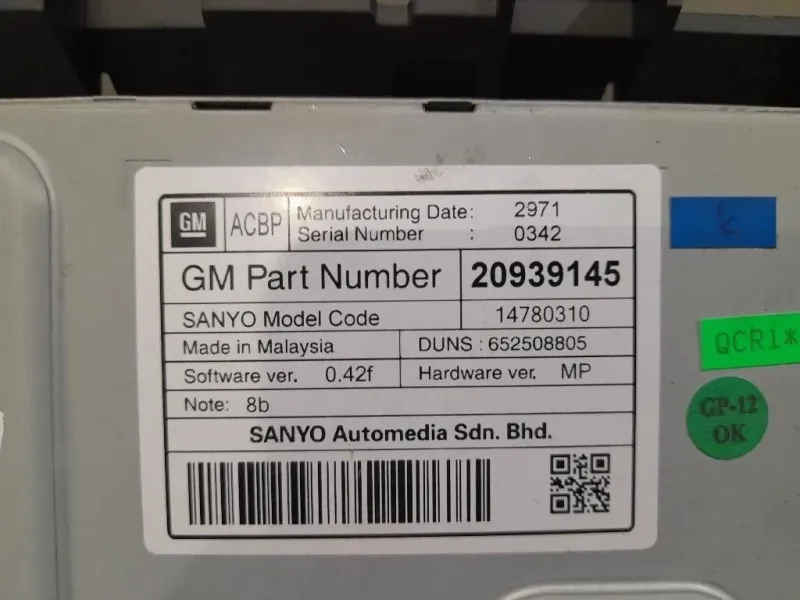 GM ACBP Manufacturing Date: 2971
Serial Number : 0342
GM Part Number 20939145
SANYO Model Code 14780310
Made in Malaysia DUNS : 652508805
Software ver. 0.42f Hardware ver. MP
Note: 8b
SANYO Automedia Sdn. Bhd.
QCR1*
GP-12
OK